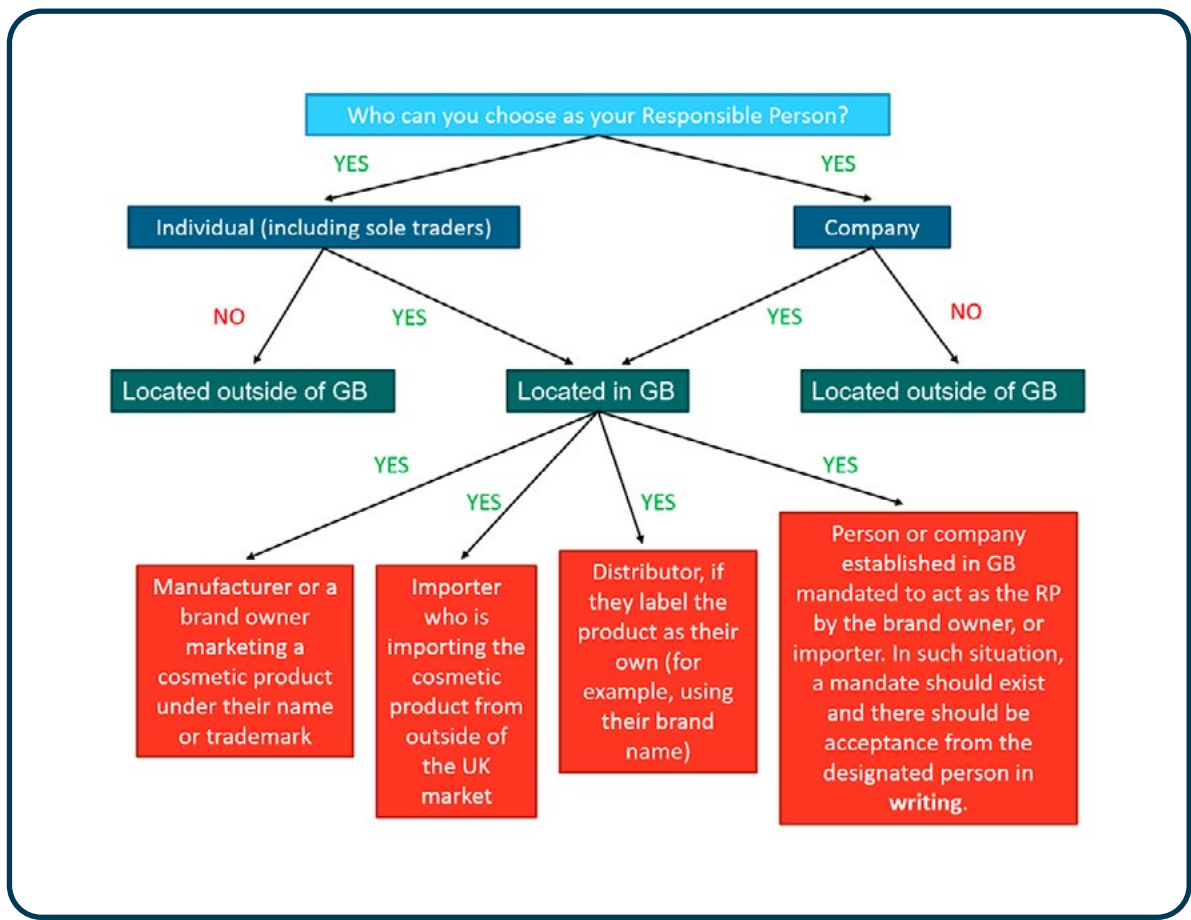 Who can you choose as your Responsible Person?
YES
YES
Individual (including sole traders)
Company
NO
YES
YES
NO
Located outside of GB
Located in GB
Located outside of GB
YES
YES
YES
YES
Manufacturer or a
brand owner
marketing a
cosmetic product
under their name
or trademark
Importer
who is
importing the
cosmetic
product from
outside of
the UK
market
Distributor, if
they label the
product as their
own (for
example, using
their brand
name)
Person or company
established in GB
mandated to act as the RP
by the brand owner, or
importer. In such situation,
a mandate should exist
and there should be
acceptance from the
designated person in
writing.